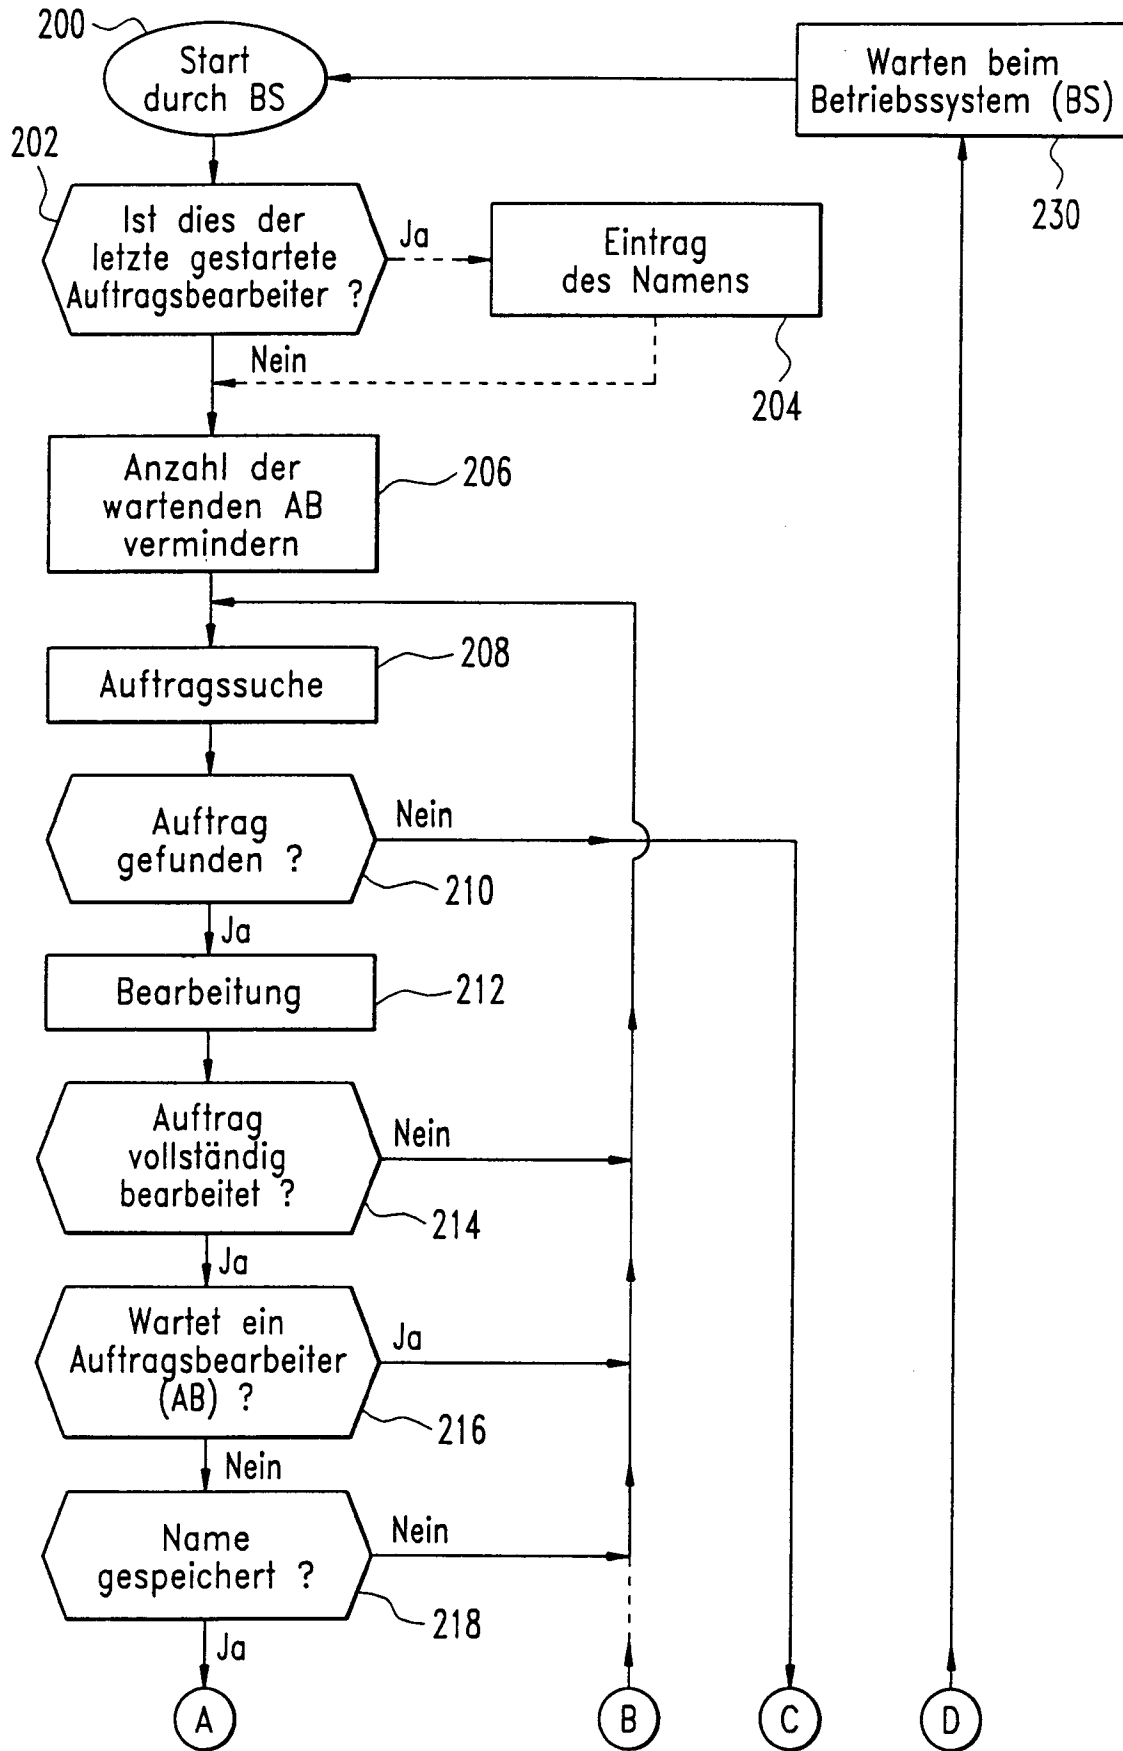 200
Start
durch BS
Warten beim
Betriebssystem (BS)
230
202
Ist dies der
letzte gestartete
Auftragsbearbeiter ?
Ja
Eintrag
des Namens
204
Nein
Anzahl der
wartenden AB
vermindern
206
Auftragssuche
208
Auftrag
gefunden ?
Nein
210
Ja
Bearbeitung
212
Auftrag
vollständig
bearbeitet ?
Nein
214
Ja
Wartet ein
Auftragsbearbeiter
(AB) ?
Ja
216
Nein
Name
gespeichert ?
Nein
218
Ja
A
B
C
D